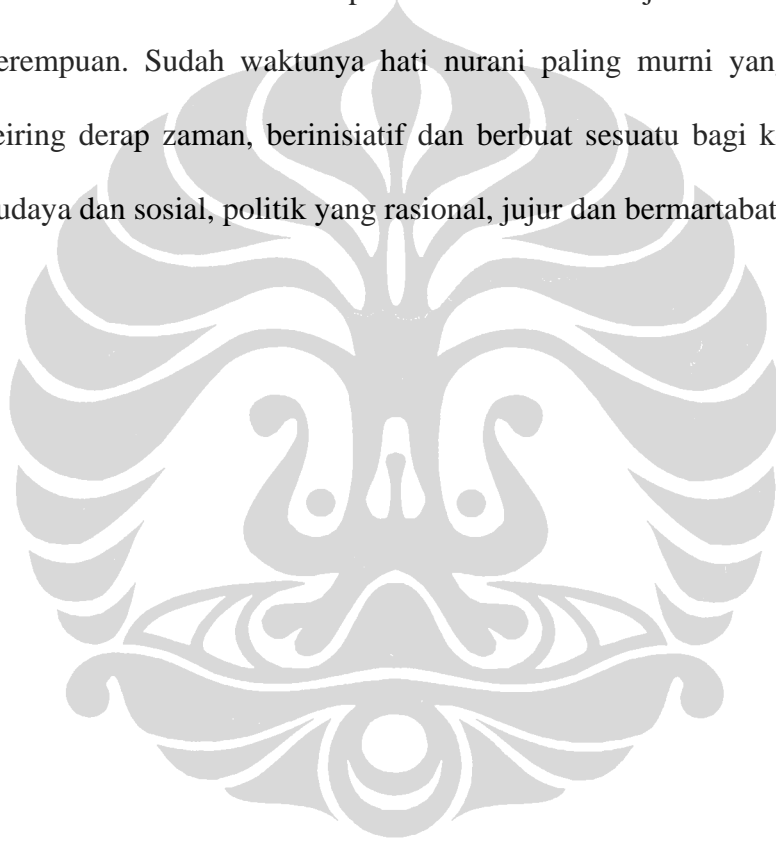 erempuan. Sudah waktunya hati nurani paling murni yang
eiring derap zaman, berinisiatif dan berbuat sesuatu bagi k
udaya dan sosial, politik yang rasional, jujur dan bermartabat